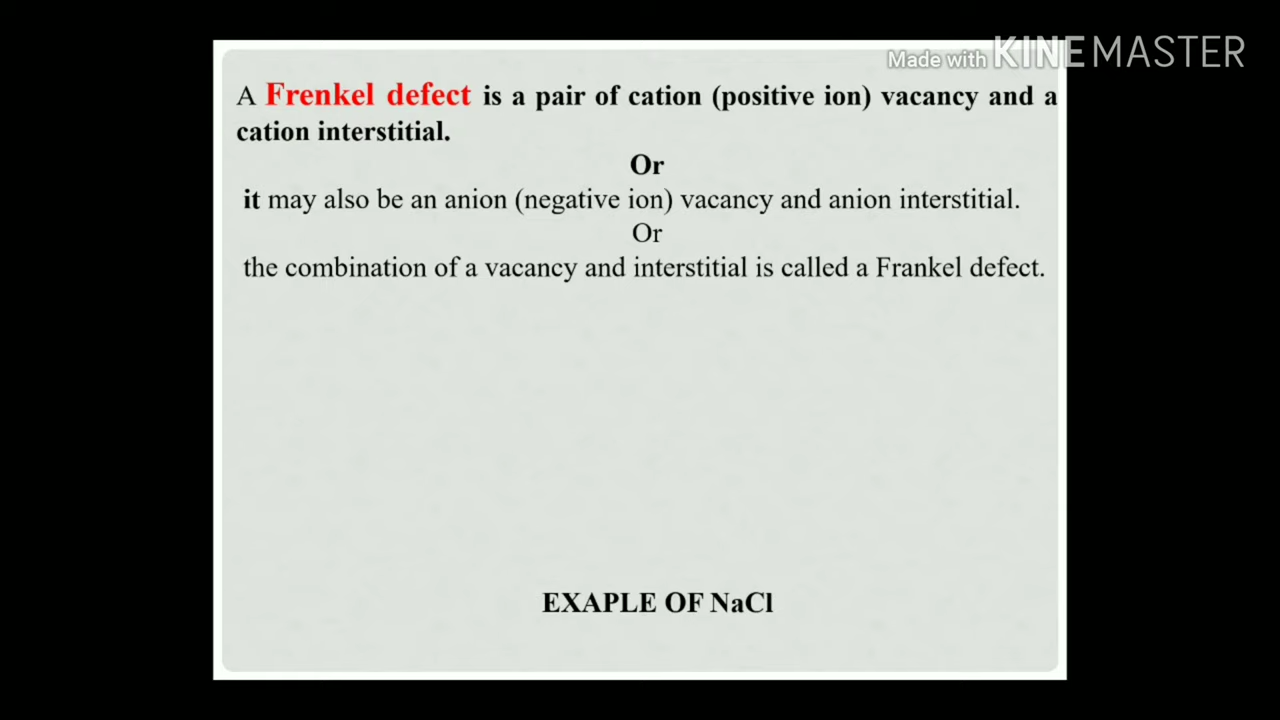 Made with KINEMASTER
A Frenkel defect is a pair of cation (positive ion) vacancy and a
cation interstitial.
Or
it may also be an anion (negative ion) vacancy and anion interstitial.
Or
the combination of a vacancy and interstitial is called a Frankel defect.
EXAPLE OF NaCl